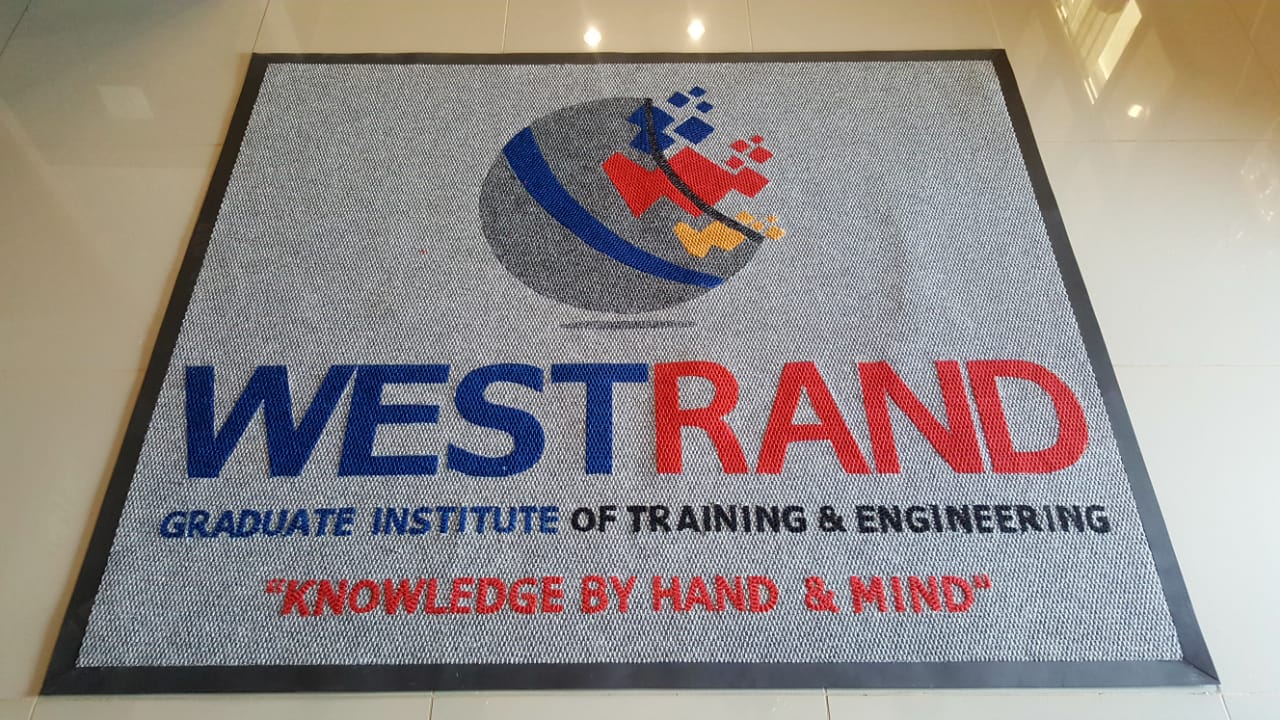 WESTRAND
GRADUATE INSTITUTE OF TRAINING & ENGINEERING
"KNOWLEDGE BY HAND & MIND"